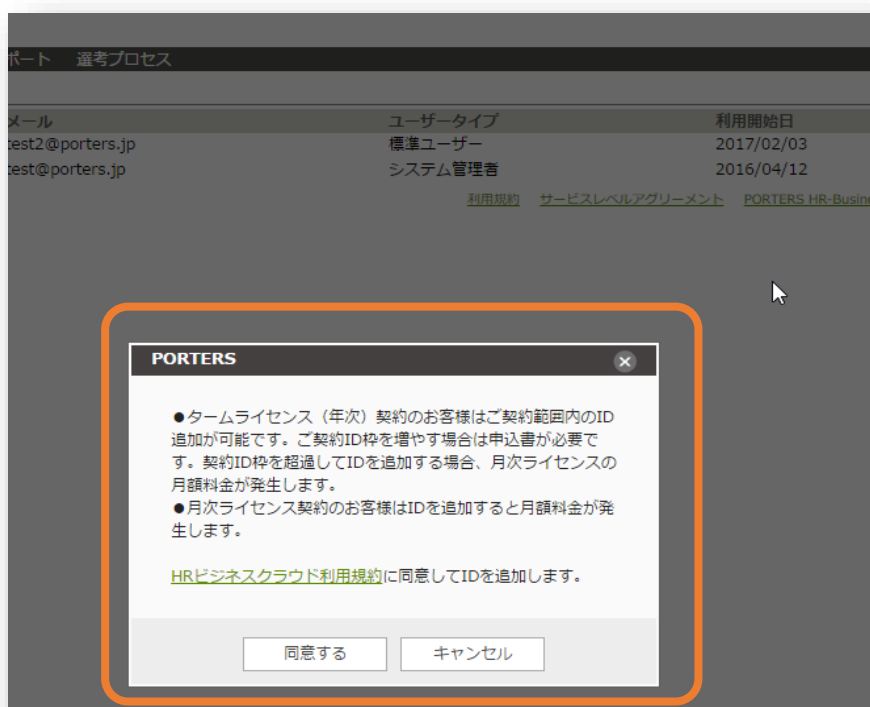 ポート 選考プロセス
メール ユーザータイプ 利用開始日
test2@porters.jp 標準ユーザー 2017/02/03
test@porters.jp システム管理者 2016/04/12
利用規約 サービスレベルアグリーメント PORTERS HR-Busine
PORTERS
●タームライセンス（年次）契約のお客様はご契約範囲内のID
追加が可能です。ご契約ID枠を増やす場合は申込書が必要で
す。契約ID枠を超過してIDを追加する場合、月次ライセンスの
月額料金が発生します。
●月次ライセンス契約のお客様はIDを追加すると月額料金が発
生します。
HRビジネスクラウド利用規約に同意してIDを追加します。
同意する キャンセル